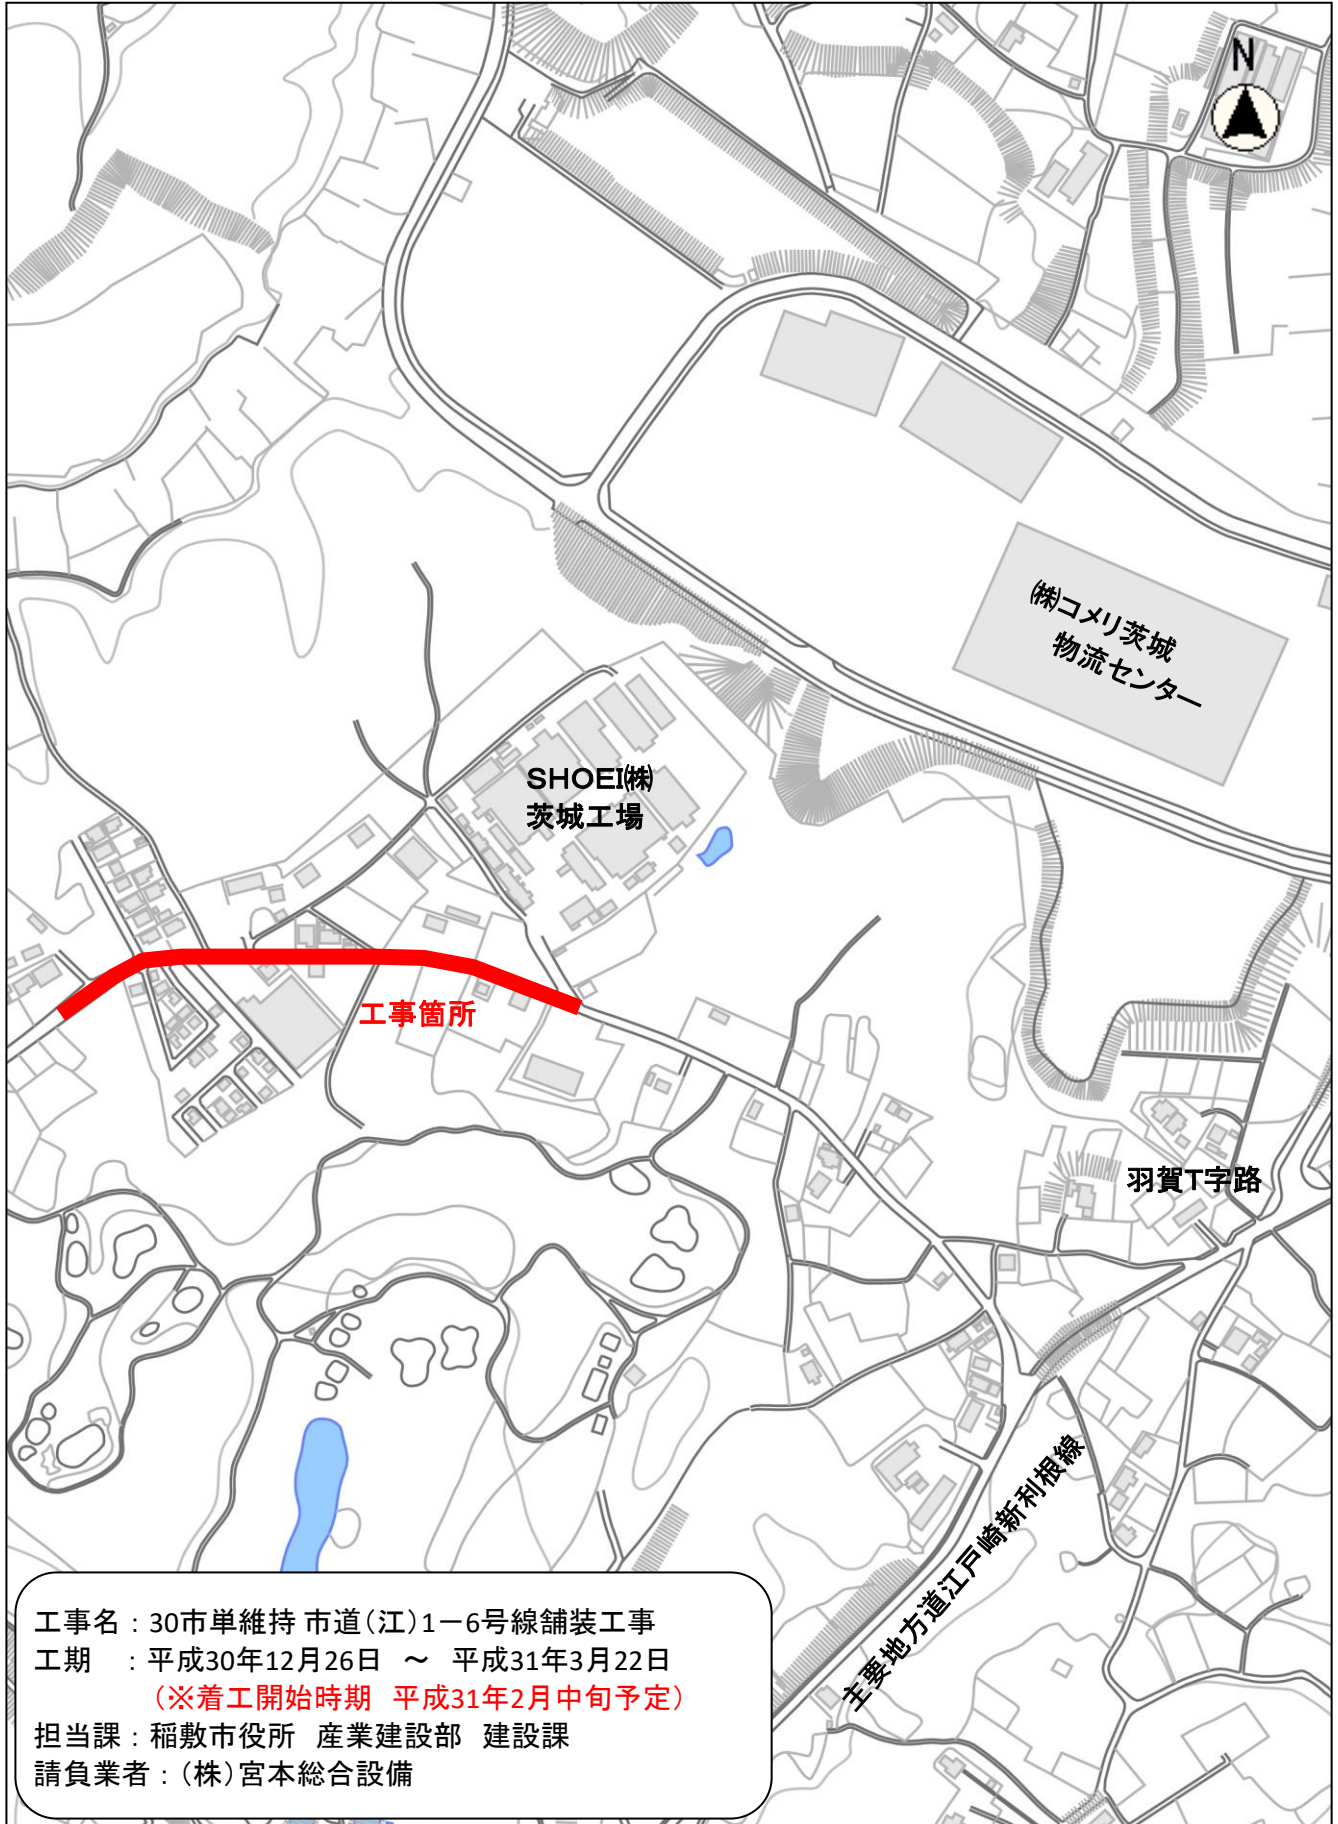 N
㈱コメリ茨城
物流センター
SHOEI㈱
茨城工場
工事箇所
羽賀T字路
主要地方道江戸崎新利根線
工事名：30市単維持 市道（江）1－6号線舗装工事
工期　：平成30年12月26日　～　平成31年3月22日
（※着工開始時期　平成31年2月中旬予定）
担当課：稲敷市役所　産業建設部　建設課
請負業者：（株）宮本総合設備